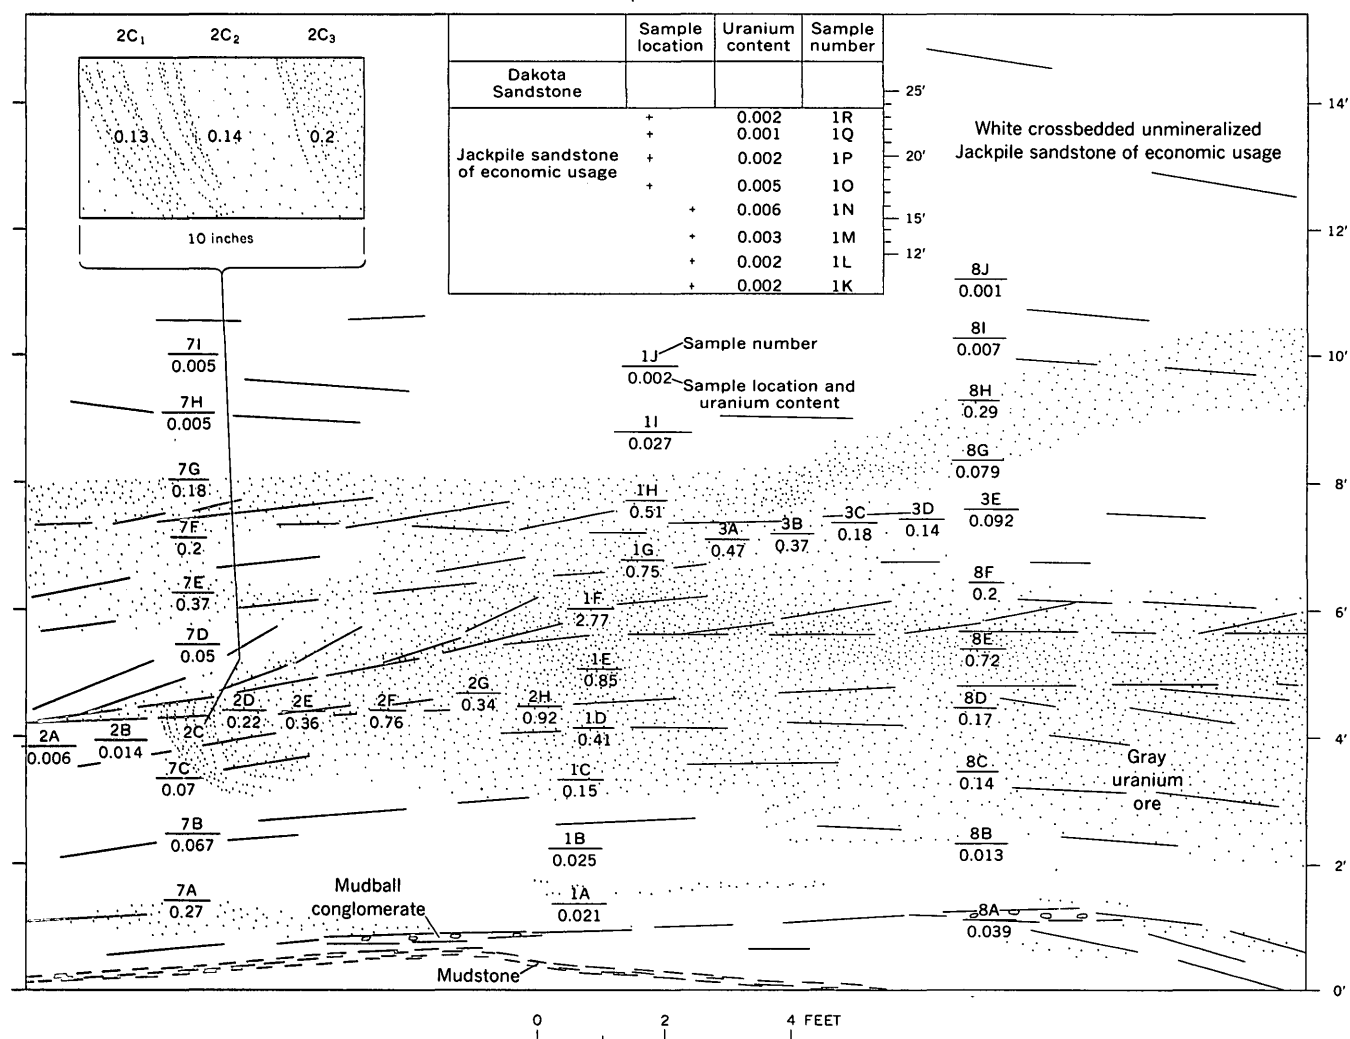 2C₁ 2C₂ 2C₃
0.13 0.14 0.2
10 inches
Sample location Uranium content Sample number
Dakota Sandstone
Jackpile sandstone of economic usage
0.002 1R
0.001 1Q
0.002 1P
0.005 1O
0.006 1N
0.003 1M
0.002 1L
0.002 1K
25'
20'
15'
12'
White crossbedded unmineralized
Jackpile sandstone of economic usage
14'
12'
10'
8'
6'
4'
2'
0'
7I
0.005
7H
0.005
7G
0.18
7F
0.2
7E
0.37
7D
0.05
7C
0.07
7B
0.067
7A
0.27
2A
0.006
2B
0.014
2C
2D
0.22
2E
0.36
2F
0.76
2G
0.34
2H
0.92
1J
0.002
Sample number
Sample location and
uranium content
1I
0.027
1H
0.51
1G
0.75
1F
2.77
1E
0.85
1D
0.41
1C
0.15
1B
0.025
1A
0.021
3A
0.47
3B
0.37
3C
0.18
3D
0.14
3E
0.092
8J
0.001
8I
0.007
8H
0.29
8G
0.079
8F
0.2
8E
0.72
8D
0.17
8C
0.14
8B
0.013
8A
0.039
Gray
uranium
ore
Mudball
conglomerate
Mudstone
0 2 4 FEET